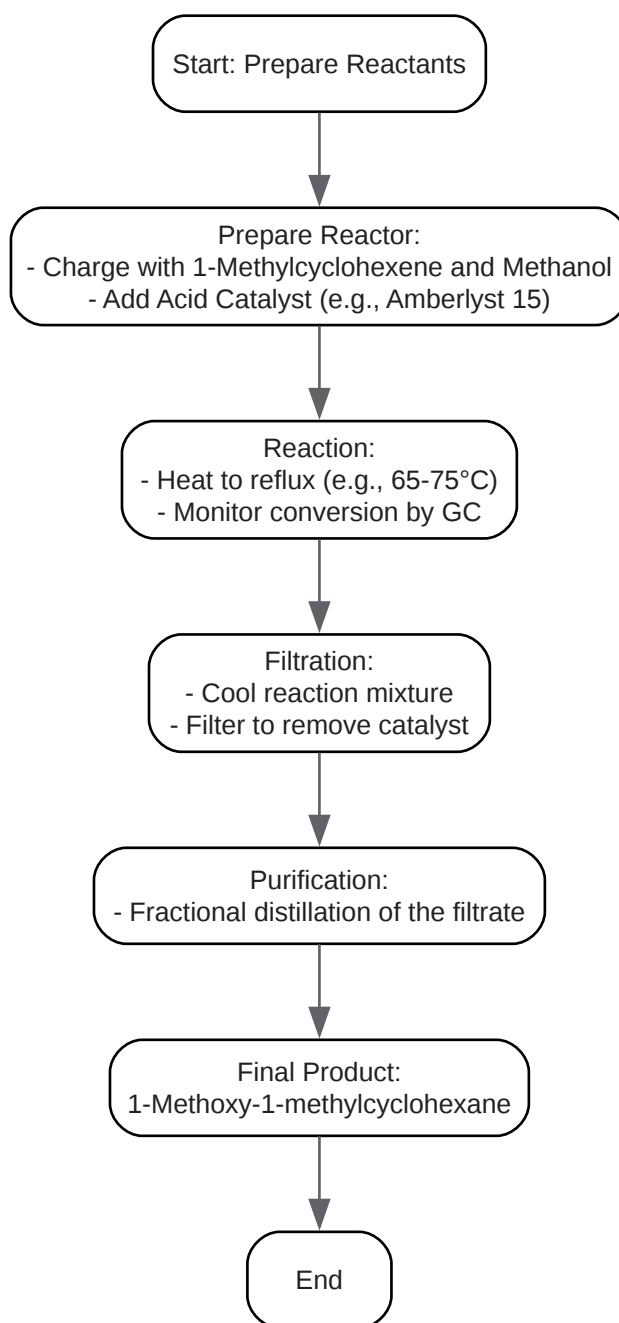 Start: Prepare Reactants
Prepare Reactor:
- Charge with 1-Methylcyclohexene and Methanol
- Add Acid Catalyst (e.g., Amberlyst 15)
Reaction:
- Heat to reflux (e.g., 65-75°C)
- Monitor conversion by GC
Filtration:
- Cool reaction mixture
- Filter to remove catalyst
Purification:
- Fractional distillation of the filtrate
Final Product:
1-Methoxy-1-methylcyclohexane
End